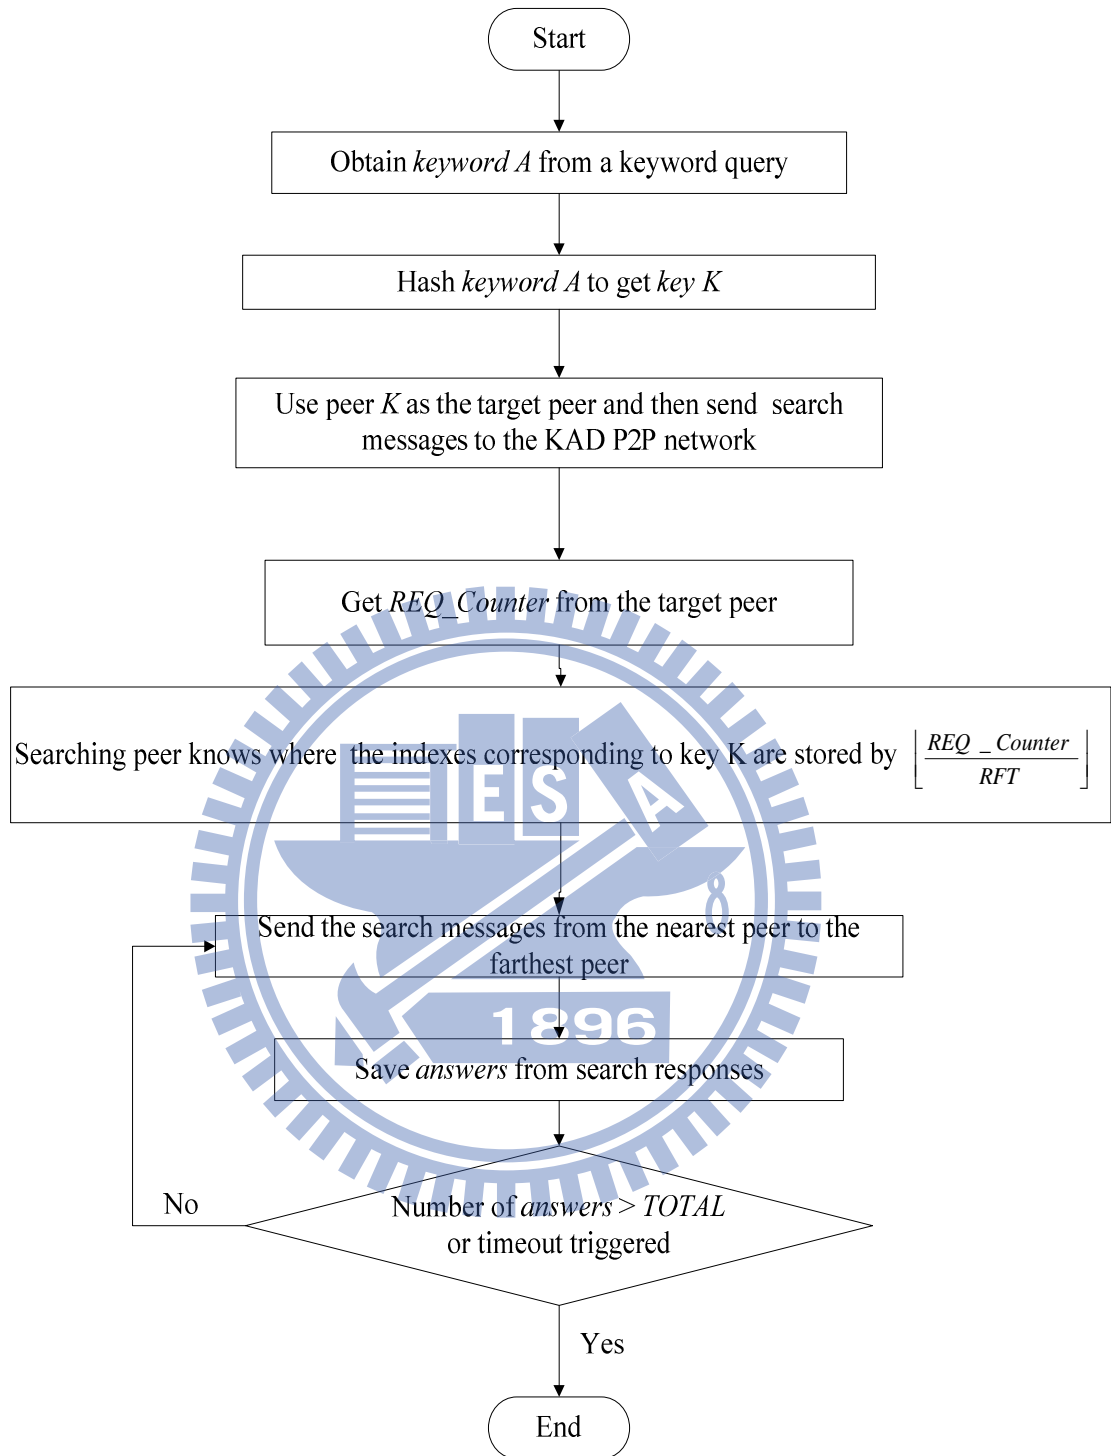 Start
Obtain keyword A from a keyword query
Hash keyword A to get key K
Use peer K as the target peer and then send search
messages to the KAD P2P network
Get REQ_Counter from the target peer
Searching peer knows where the indexes corresponding to key K are stored by ⌊REQ _ Counter / RFT⌋
E S A
8
Send the search messages from the nearest peer to the
farthest peer
1896
Save answers from search responses
No
Number of answers > TOTAL
or timeout triggered
Yes
End